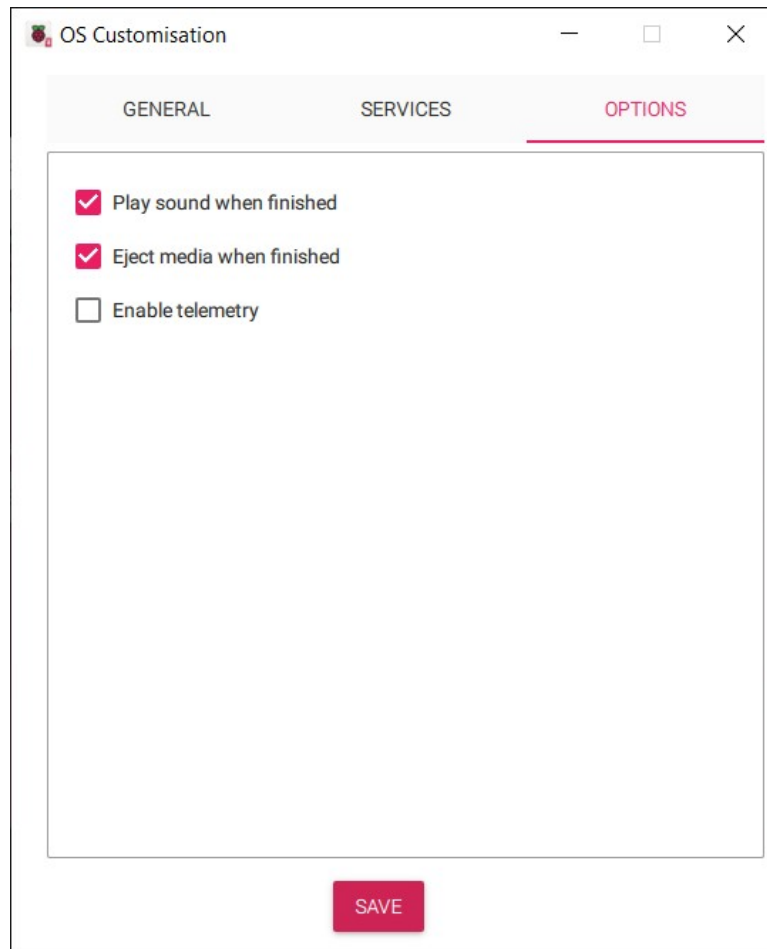 OS Customisation
GENERAL SERVICES OPTIONS
Play sound when finished
Eject media when finished
Enable telemetry
SAVE